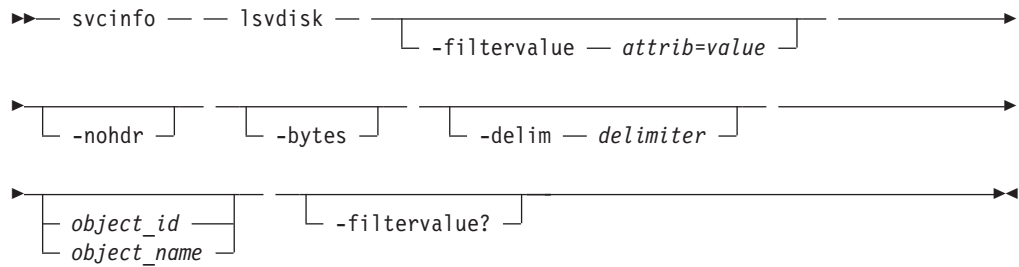 svcinfo lsvdisk
-filtervalue attrib=value
-nohdr -bytes -delim delimiter
object_id -filtervalue?
object_name